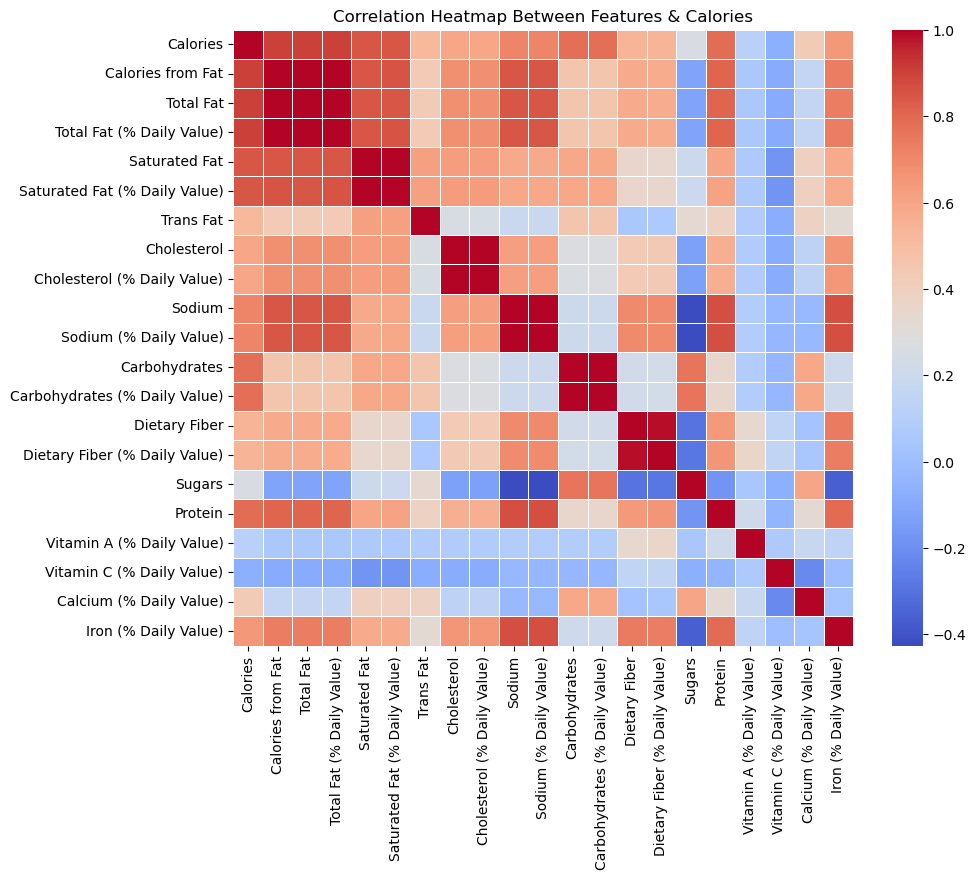 Correlation Heatmap Between Features & Calories
Calories
Calories from Fat
Total Fat
Total Fat (% Daily Value)
Saturated Fat
Saturated Fat (% Daily Value)
Trans Fat
Cholesterol
Cholesterol (% Daily Value)
Sodium
Sodium (% Daily Value)
Carbohydrates
Carbohydrates (% Daily Value)
Dietary Fiber
Dietary Fiber (% Daily Value)
Sugars
Protein
Vitamin A (% Daily Value)
Vitamin C (% Daily Value)
Calcium (% Daily Value)
Iron (% Daily Value)
Calories
Calories from Fat
Total Fat
Total Fat (% Daily Value)
Saturated Fat
Saturated Fat (% Daily Value)
Trans Fat
Cholesterol
Cholesterol (% Daily Value)
Sodium
Sodium (% Daily Value)
Carbohydrates
Carbohydrates (% Daily Value)
Dietary Fiber
Dietary Fiber (% Daily Value)
Sugars
Protein
Vitamin A (% Daily Value)
Vitamin C (% Daily Value)
Calcium (% Daily Value)
Iron (% Daily Value)
1.0
0.8
0.6
0.4
0.2
0.0
−0.2
−0.4